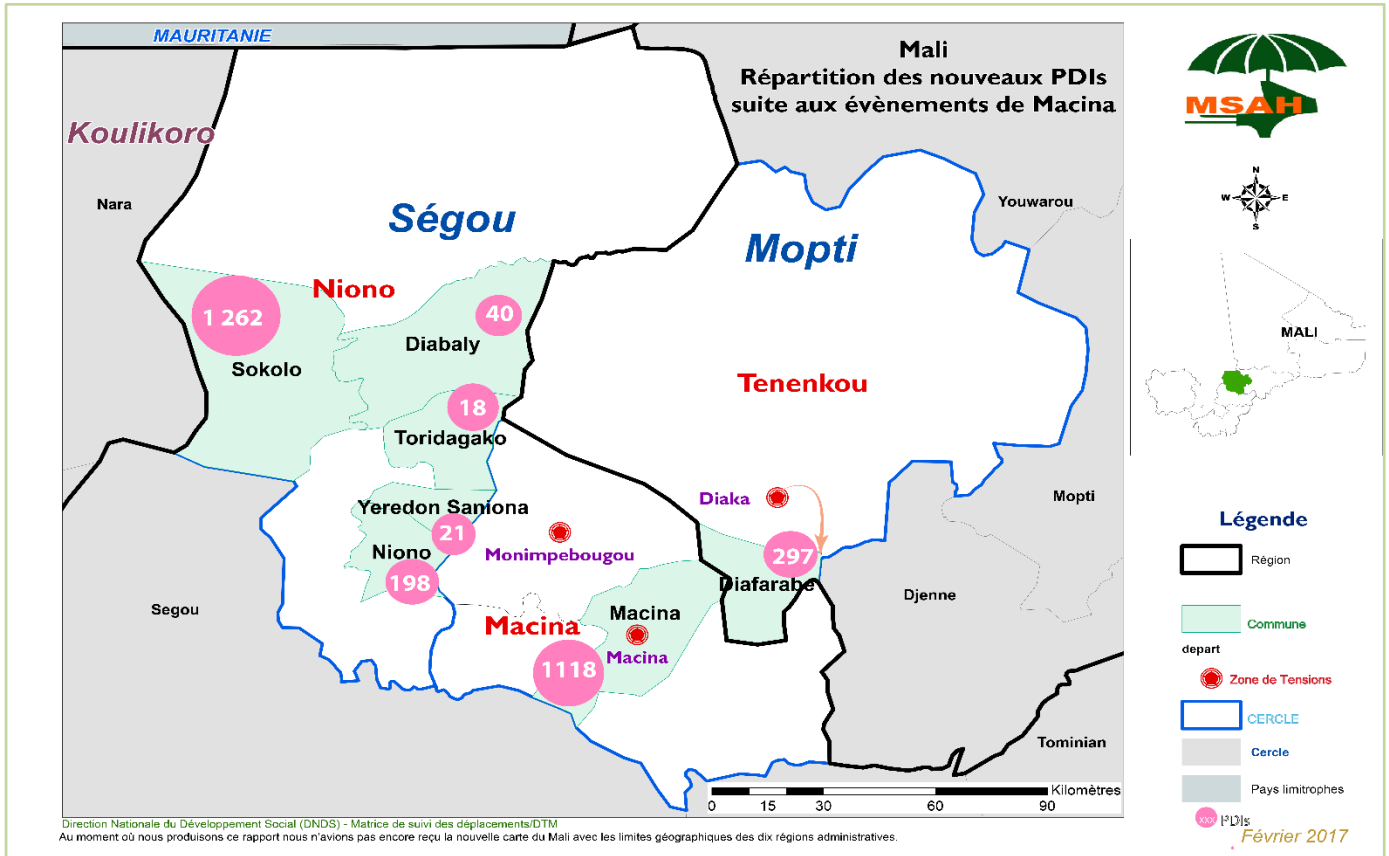 MAURITANIE
Mali
Répartition des nouveaux PDIs
suite aux évènements de Macina
MSAH
Koulikoro
Nara
Ségou
Mopti
Youwarou
N
W
E
S
MALI
Niono
1 262
Sokolo
40
Diabaly
18
Toridagako
Tenenkou
Yeredon Saniona
21
Niono
198
Monimpebougou
Diaka
297
Diafarabe
Mopti
Djenne
Segou
Macina
Macina
Macina
1118
Tominian
Kilomètres
0 15 30 60 90
Légende
Région
Commune
depart
Zone de Tensions
CERCLE
Cercle
Pays limitrophes
xxx PDIs
Février 2017
Direction Nationale du Développement Social (DNDS) - Matrice de suivi des déplacements/DTM
Au moment où nous produisons ce rapport nous n'avions pas encore reçu la nouvelle carte du Mali avec les limites géographiques des dix régions administratives.